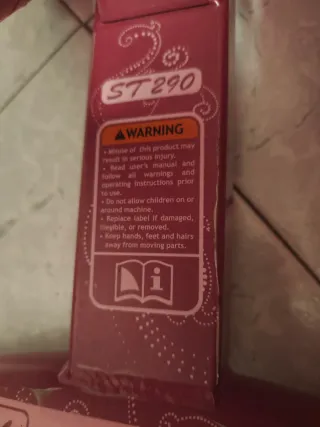 ST 290
WARNING
• Misuse of this product may
result in serious injury.
• Read user's manual and
follow all warnings and
operating instructions prior
to use.
• Do not allow children on or
around machine.
• Replace label if damaged,
illegible, or removed.
• Keep hands, feet and hairs
away from moving parts.
i